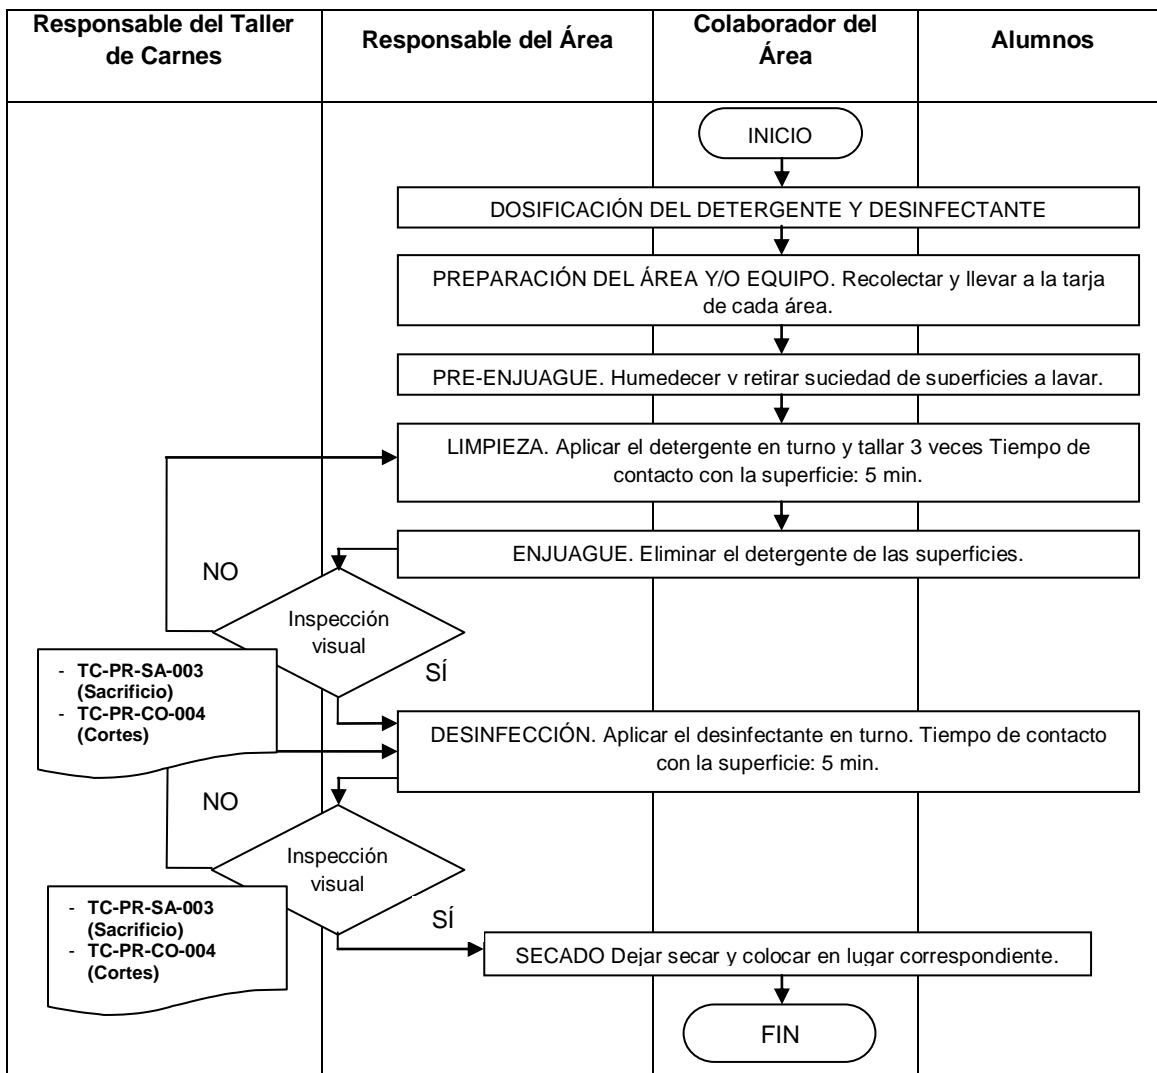 Responsable del Taller
de Carnes
Responsable del Área
Colaborador del
Área
Alumnos
INICIO
DOSIFICACIÓN DEL DETERGENTE Y DESINFECTANTE
PREPARACIÓN DEL ÁREA Y/O EQUIPO. Recolectar y llevar a la tarja
de cada área.
PRE-ENJUAGUE. Humedecer y retirar suciedad de superficies a lavar.
LIMPIEZA. Aplicar el detergente en turno y tallar 3 veces Tiempo de
contacto con la superficie: 5 min.
ENJUAGUE. Eliminar el detergente de las superficies.
NO
Inspección
visual
SÍ
- TC-PR-SA-003
(Sacrificio)
- TC-PR-CO-004
(Cortes)
DESINFECCIÓN. Aplicar el desinfectante en turno. Tiempo de contacto
con la superficie: 5 min.
NO
Inspección
visual
SÍ
- TC-PR-SA-003
(Sacrificio)
- TC-PR-CO-004
(Cortes)
SECADO Dejar secar y colocar en lugar correspondiente.
FIN